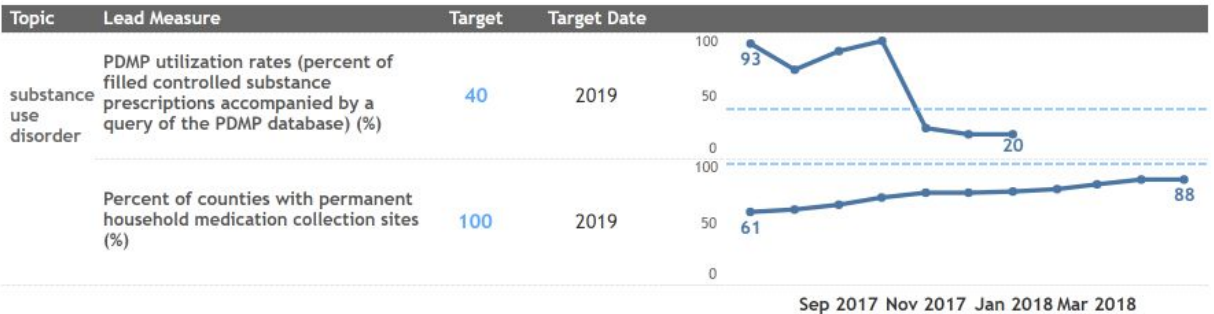 Topic Lead Measure Target Target Date
substance use disorder
PDMP utilization rates (percent of
filled controlled substance
prescriptions accompanied by a
query of the PDMP database) (%)
40
2019
100
50
0
93
20
Percent of counties with permanent
household medication collection sites
(%)
100
2019
100
50
0
61
88
Sep 2017 Nov 2017 Jan 2018 Mar 2018